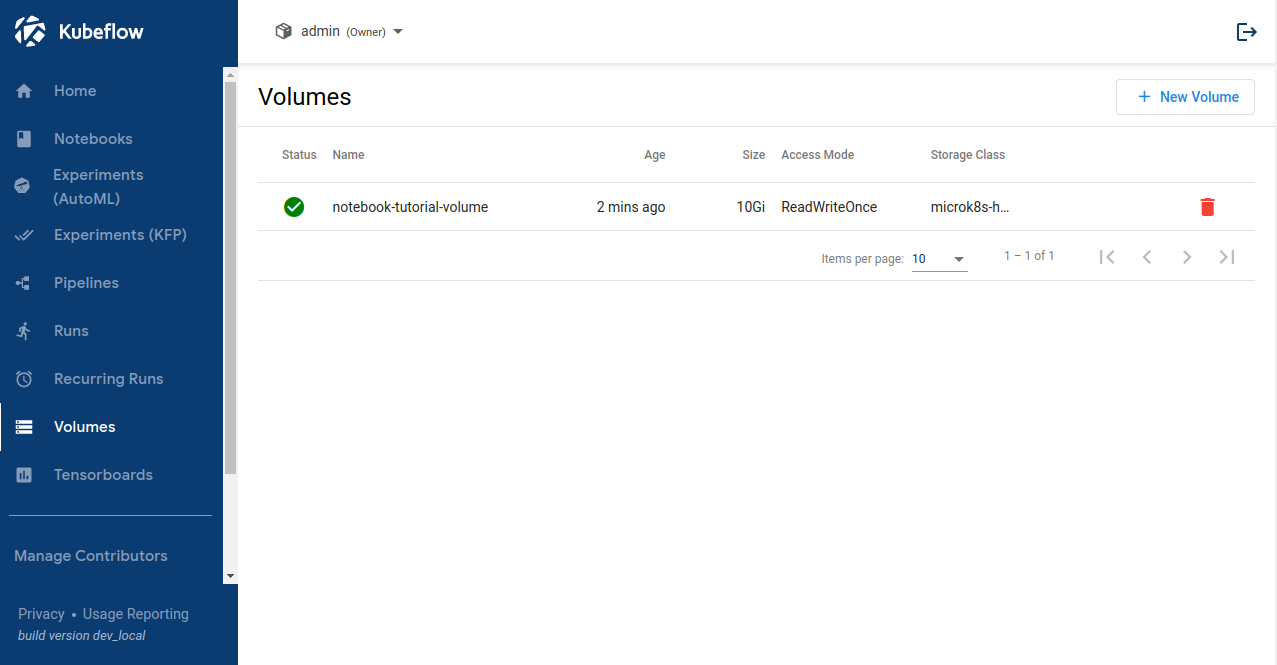 Kubeflow
admin (Owner)
Home
Notebooks
Experiments
(AutoML)
Experiments (KFP)
Pipelines
Runs
Recurring Runs
Volumes
Tensorboards
Manage Contributors
Privacy • Usage Reporting
build version dev_local
Volumes
+ New Volume
Status Name Age Size Access Mode Storage Class
notebook-tutorial-volume 2 mins ago 10Gi ReadWriteOnce microk8s-h...
Items per page: 10 1 – 1 of 1